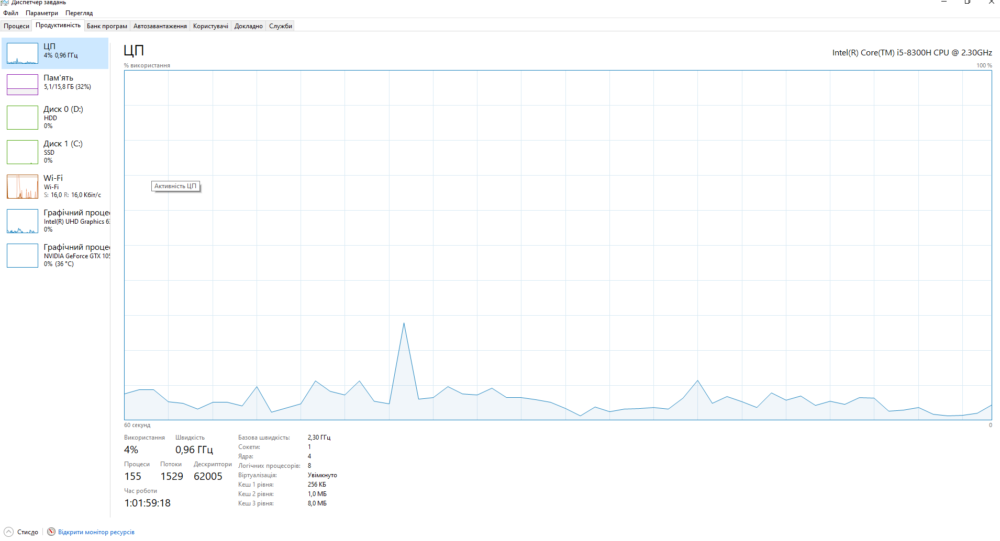 Диспетчер завдань
Файл Параметри Перегляд
Процеси Продуктивність Банк програм Автозавантаження Користувачі Докладно Служби
ЦП
4% 0,96 ГГц
Пам'ять
5,1/15,8 ГБ (32%)
Диск 0 (D:)
HDD
0%
Диск 1 (C:)
SSD
0%
Wi-Fi
Wi-Fi
S: 16,0 R: 16,0 Кбіт/с
Графічний проце
Intel(R) UHD Graphics 6
0%
Графічний проце
NVIDIA GeForce GTX 105
0% (36 °C)
ЦП
Intel(R) Core(TM) i5-8300H CPU @ 2.30GHz
% використання
100 %
Активність ЦП
60 секунд
0
Використання Швидкість
4% 0,96 ГГц
Процеси Потоки Дескриптори
155 1529 62005
Час роботи
1:01:59:18
Базова швидкість: 2,30 ГГц
Сокети: 1
Ядра: 4
Логічних процесорів: 8
Віртуалізація: Увімкнуто
Кеш 1 рівня: 256 КБ
Кеш 2 рівня: 1,0 МБ
Кеш 3 рівня: 8,0 МБ
Стисло
Відкрити монітор ресурсів